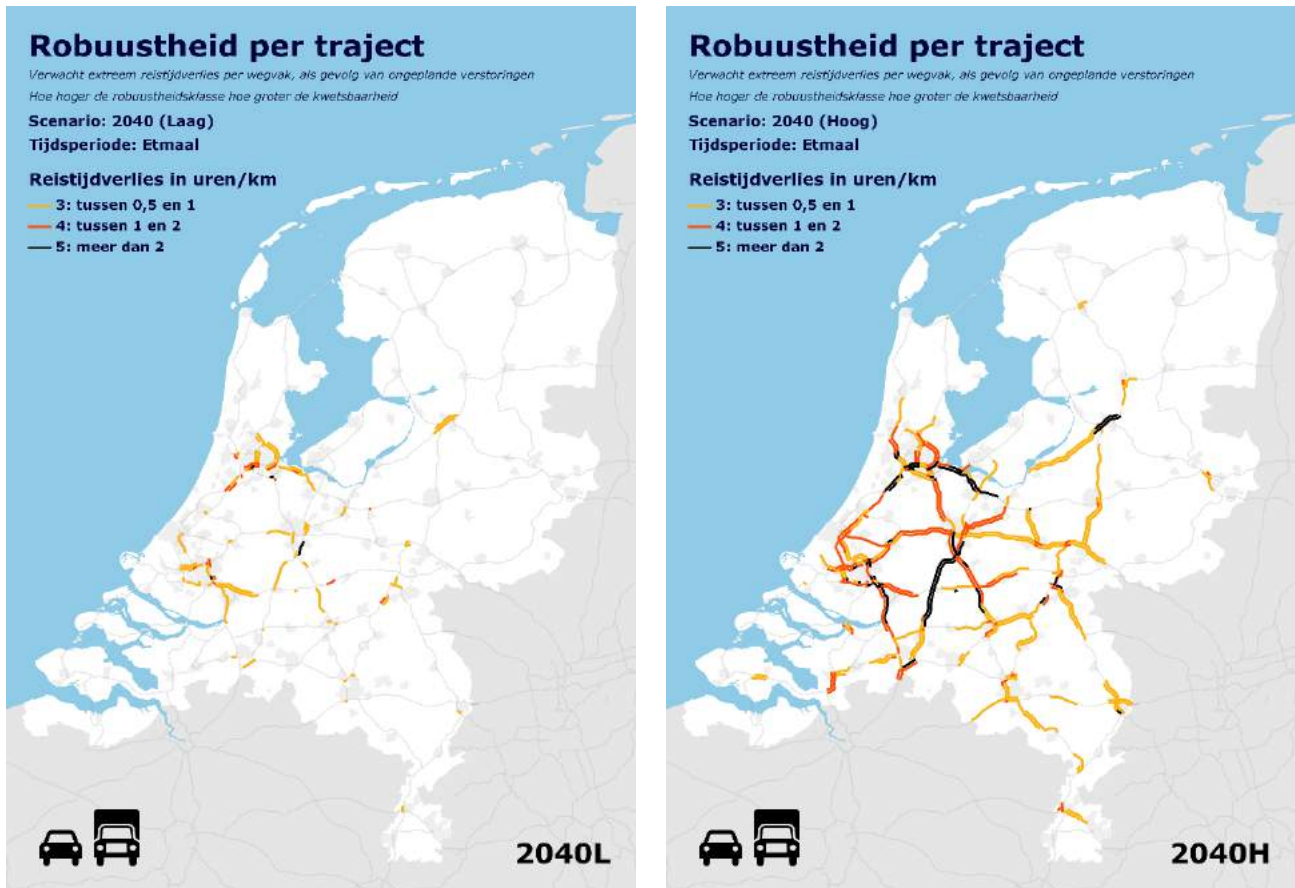 Robuustheid per traject
Verwacht extreem reistijdverlies per wegvak, als gevolg van ongeplande verstoringen
Hoe hoger de robuustheidsklasse hoe groter de kwetsbaarheid
Scenario: 2040 (Laag)
Tijdsperiode: Etmaal
Reistijdverlies in uren/km
3: tussen 0,5 en 1
4: tussen 1 en 2
5: meer dan 2
2040L
Robuustheid per traject
Verwacht extreem reistijdverlies per wegvak, als gevolg van ongeplande verstoringen
Hoe hoger de robuustheidsklasse hoe groter de kwetsbaarheid
Scenario: 2040 (Hoog)
Tijdsperiode: Etmaal
Reistijdverlies in uren/km
3: tussen 0,5 en 1
4: tussen 1 en 2
5: meer dan 2
2040H